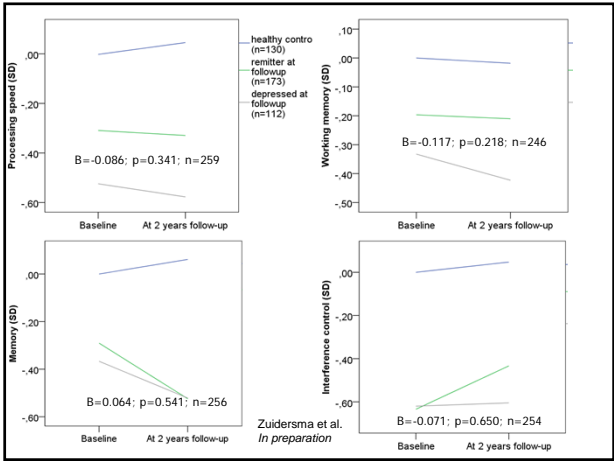 ,00
-,20
-,40
-,60
Processing speed (SD)
B=-0.086; p=0.341; n=259
Baseline
At 2 years follow-up
healthy contro
(n=130)
remitter at
followup
(n=173)
depressed at
followup
(n=112)
,10
,00
-,10
-,20
-,30
-,40
-,50
Working memory (SD)
B=-0.117; p=0.218; n=246
Baseline
At 2 years follow-up
,00
-,20
-,40
-,60
Memory (SD)
B=0.064; p=0.541; n=256
Baseline
At 2 years follow-up
Zuidersma et al.
In preparation
,00
-,20
-,40
-,60
Interference control (SD)
B=-0.071; p=0.650; n=254
Baseline
At 2 years follow-up